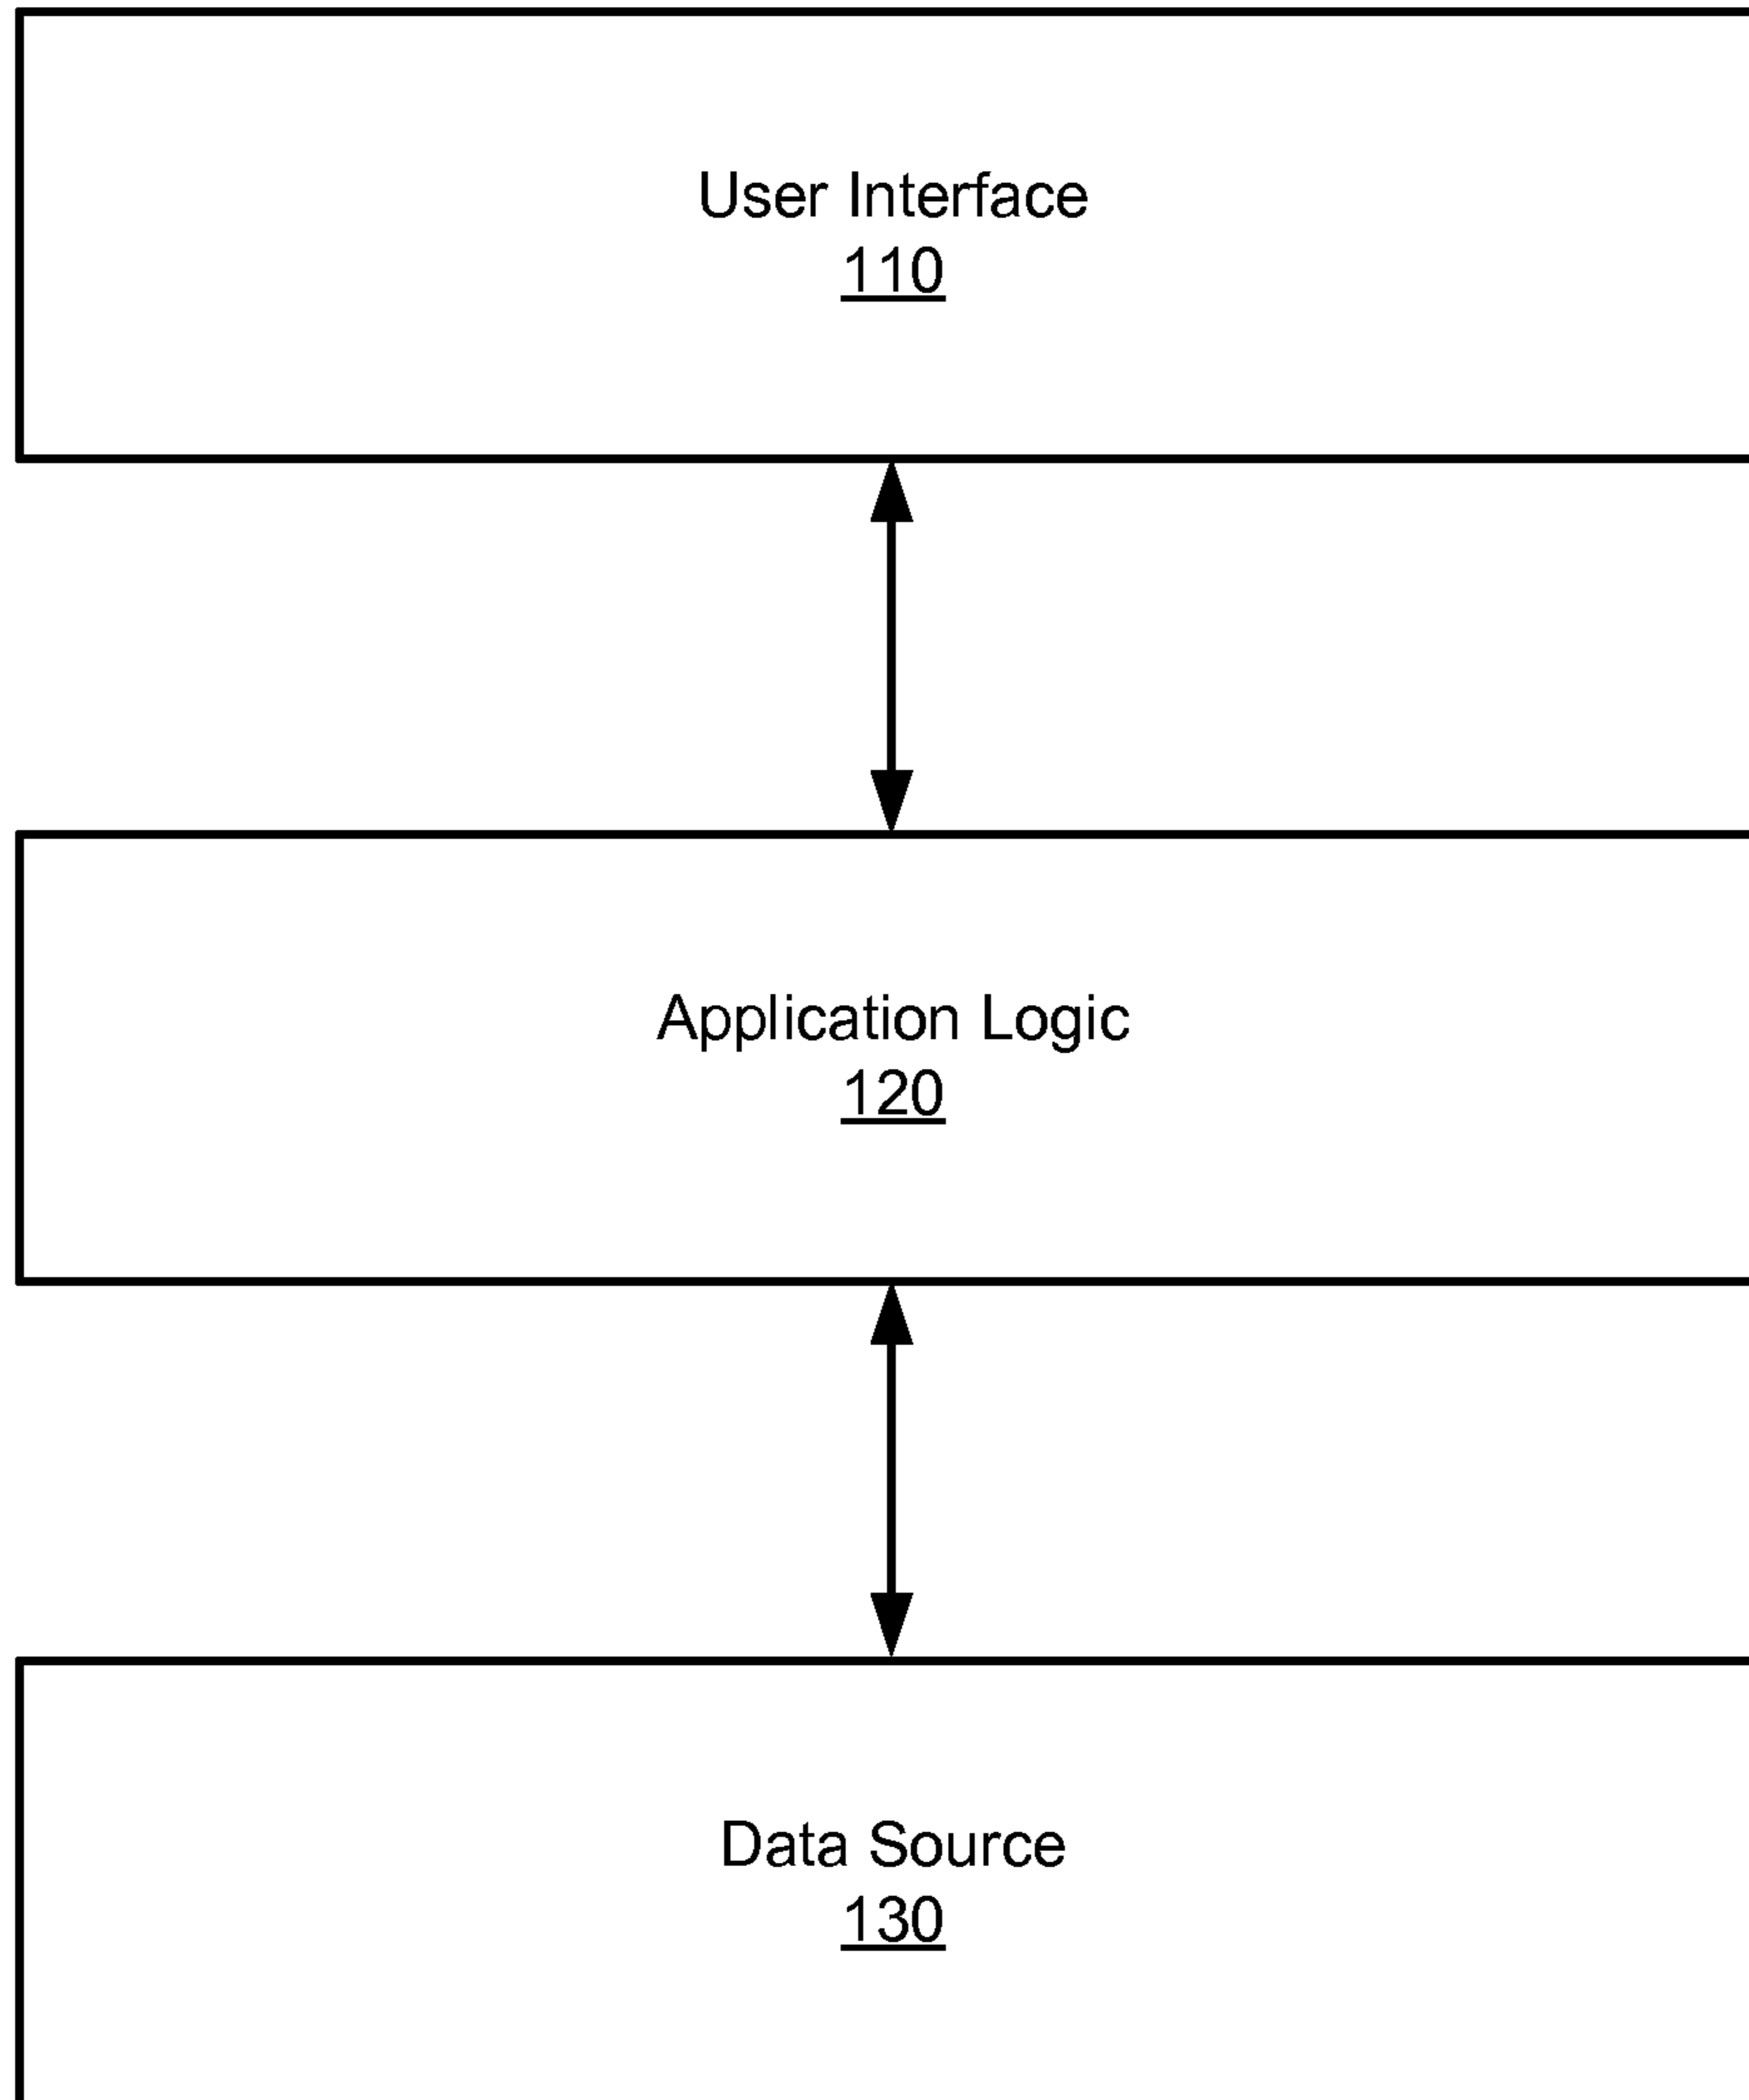 User Interface
110
Application Logic
120
Data Source
130